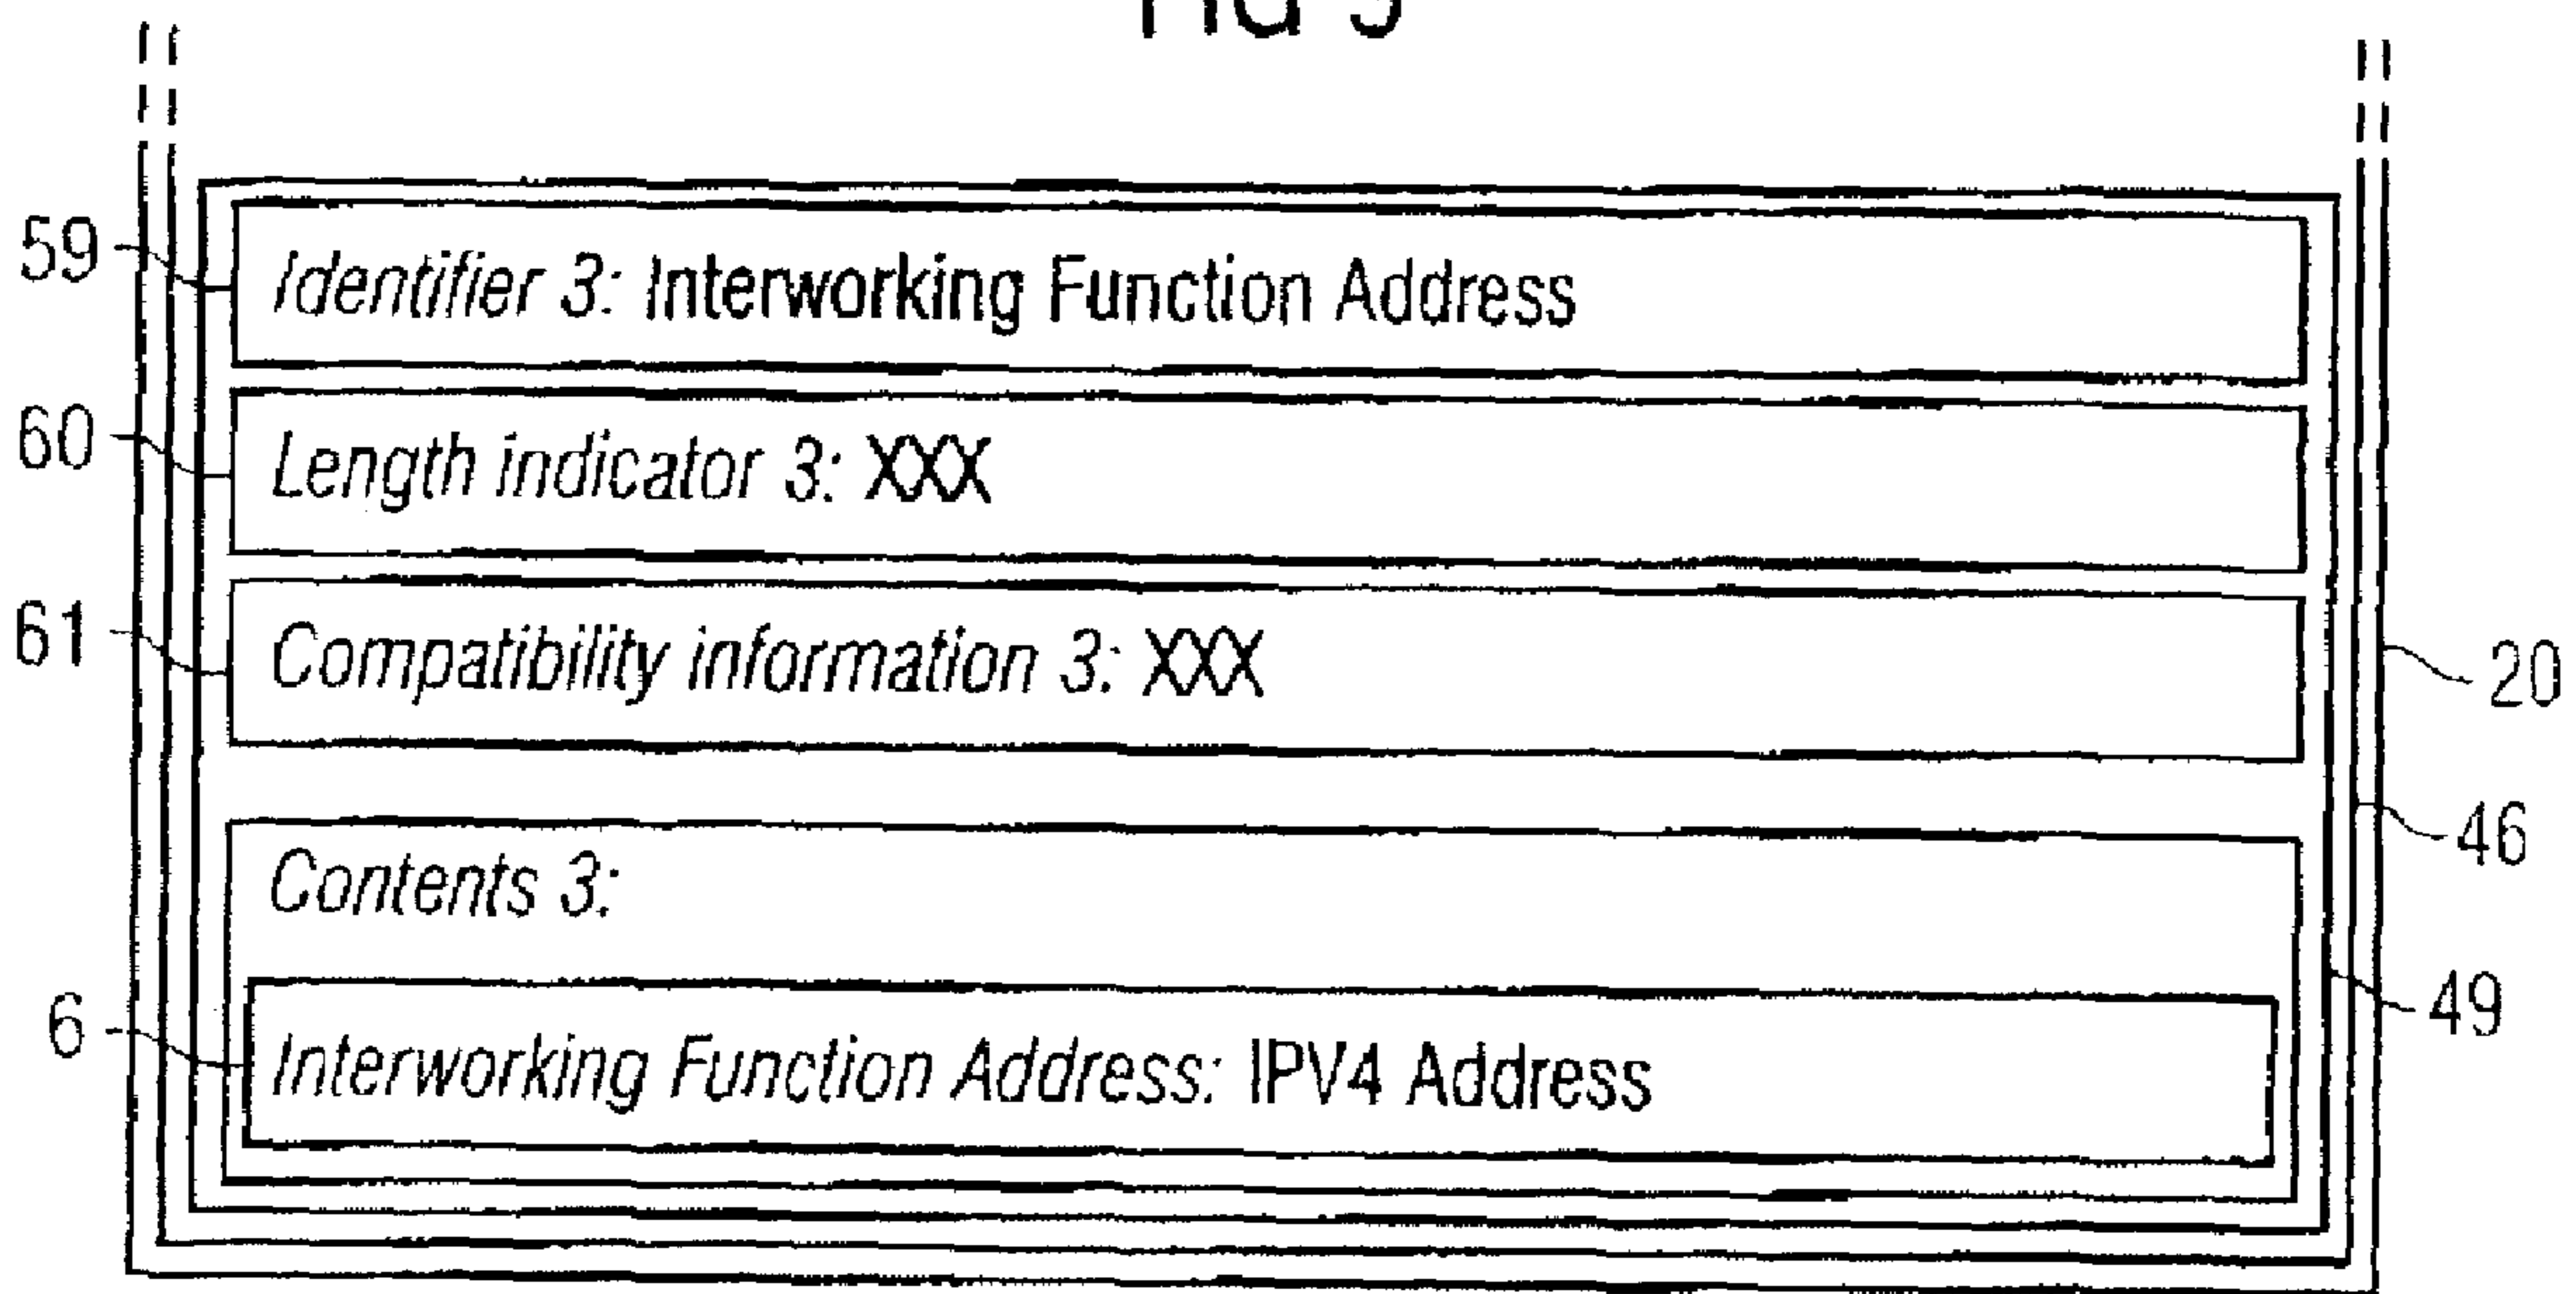 FIG
59
Identifier 3: Interworking Function Address
60
Length indicator 3: XXX
61
Compatibility information 3: XXX
20
46
Contents 3:
49
6
Interworking Function Address: IPV4 Address